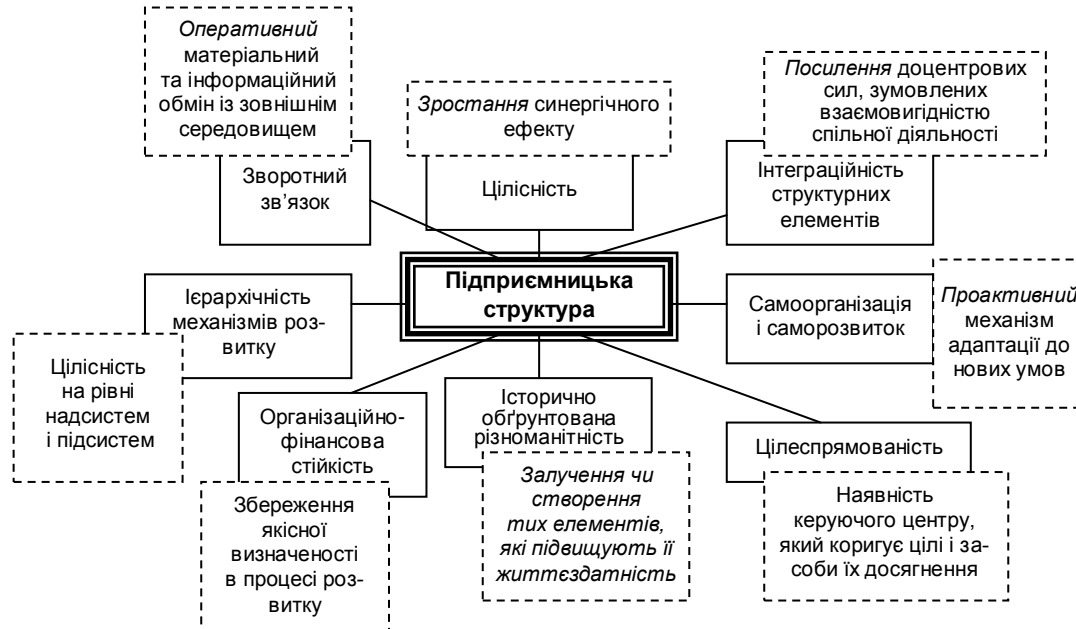 Оперативний
матеріальний
та інформаційний
обмін із зовнішнім
середовищем
Зворотний
зв’язок
Зростання синергічного
ефекту
Цілісність
Посилення доцентрових
сил, зумовлених
взаємовигідністю
спільної діяльності
Інтеграційність
структурних
елементів
Підприємницька
структура
Ієрархічність
механізмів роз-
витку
Цілісність
на рівні
надсистем
і підсистем
Самоорганізація
і саморозвиток
Проактивний
механізм
адаптації до
нових умов
Організаційно-
фінансова
стійкість
Збереження
якісної
визначеності
в процесі роз-
витку
Історично
обґрунтована
різноманітність
Залучення чи
створення
тих елементів,
які підвищують її
життєздатність
Цілеспрямованість
Наявність
керуючого центру,
який коригує цілі і за-
соби їх досягнення